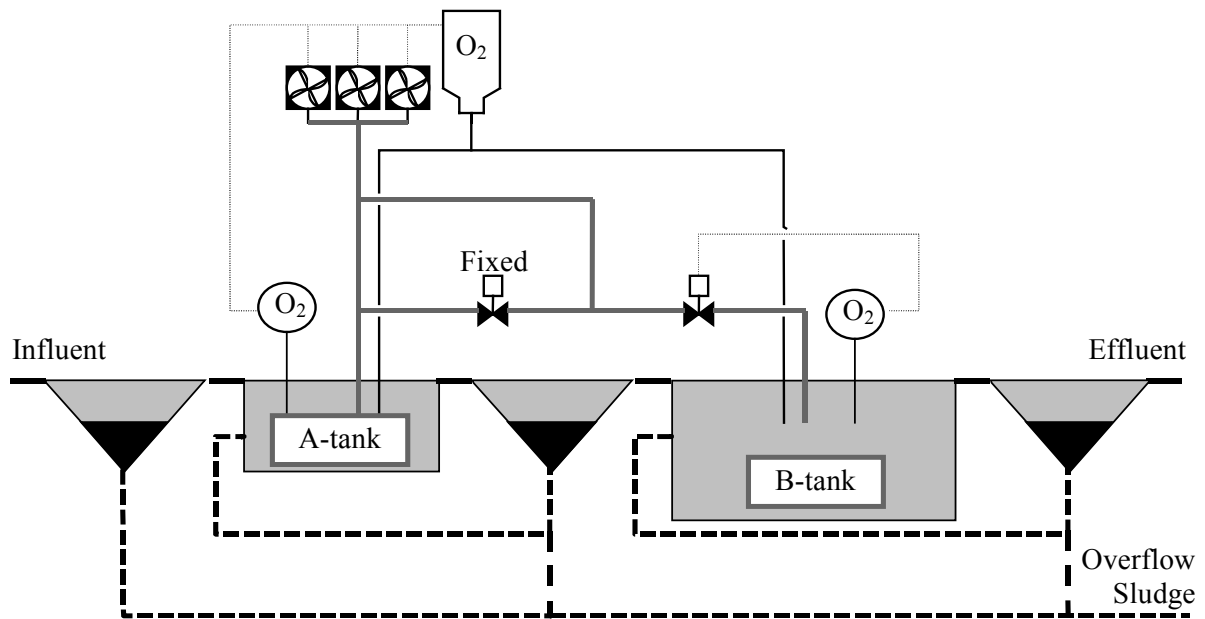 O₂
Fixed
O₂
O₂
Influent
Effluent
A-tank
B-tank
Overflow
Sludge